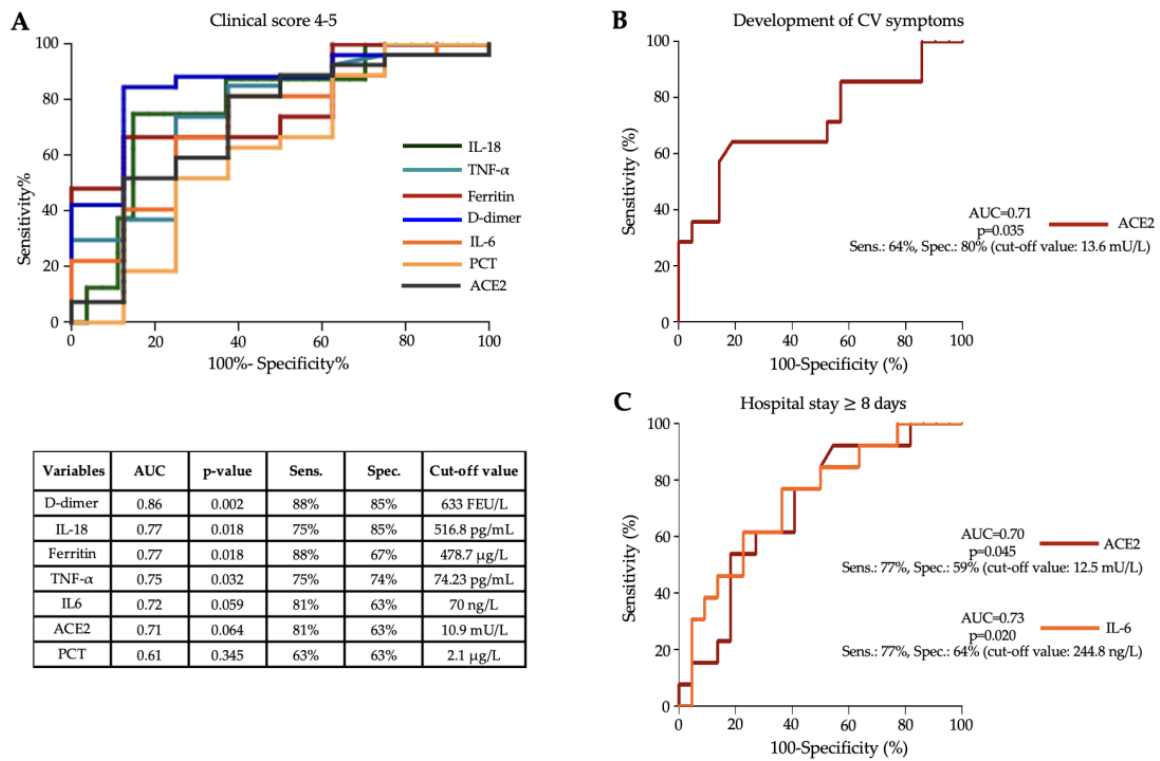 A
Clinical score 4-5
100
80
60
40
20
0
Sensitivity%
IL-18
TNF-α
Ferritin
D-dimer
IL-6
PCT
ACE2
20
40
60
80
100
100%- Specificity%
Variables AUC p-value Sens. Spec. Cut-off value
D-dimer 0.86 0.002 88% 85% 633 FEU/L
IL-18 0.77 0.018 75% 85% 516.8 pg/mL
Ferritin 0.77 0.018 88% 67% 478.7 µg/L
TNF-α 0.75 0.032 75% 74% 74.23 pg/mL
IL6 0.72 0.059 81% 63% 70 ng/L
ACE2 0.71 0.064 81% 63% 10.9 mU/L
PCT 0.61 0.345 63% 63% 2.1 µg/L
B
Development of CV symptoms
100
80
60
40
20
0
Sensitivity (%)
AUC=0.71
p=0.035
ACE2
Sens.: 64%, Spec.: 80% (cut-off value: 13.6 mU/L)
0 20 40 60 80 100
100-Specificity (%)
C
Hospital stay ≥ 8 days
100
80
60
40
20
0
Sensitivity (%)
AUC=0.70
p=0.045
ACE2
Sens.: 77%, Spec.: 59% (cut-off value: 12.5 mU/L)
AUC=0.73
p=0.020
IL-6
Sens.: 77%, Spec.: 64% (cut-off value: 244.8 ng/L)
0 20 40 60 80 100
100-Specificity (%)